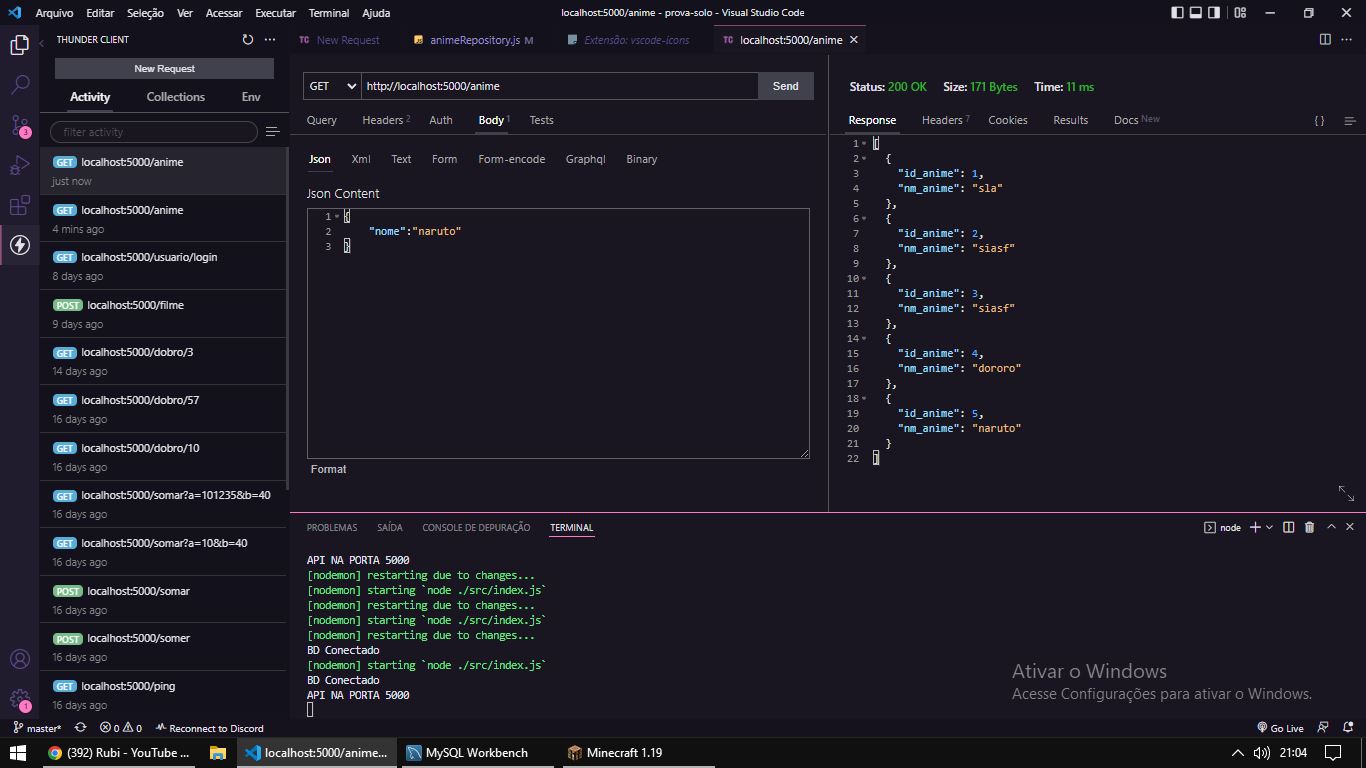 Arquivo Editar Seleção Ver Acessar Executar Terminal Ajuda
localhost:5000/anime - prova-solo - Visual Studio Code
THUNDER CLIENT
New Request
Activity Collections Env
filter activity
GET localhost:5000/anime
just now
GET localhost:5000/anime
4 mins ago
GET localhost:5000/usuario/login
8 days ago
POST localhost:5000/filme
9 days ago
GET localhost:5000/dobro/3
14 days ago
GET localhost:5000/dobro/57
16 days ago
GET localhost:5000/dobro/10
16 days ago
GET localhost:5000/somar?a=101235&b=40
16 days ago
GET localhost:5000/somar?a=10&b=40
16 days ago
POST localhost:5000/somar
16 days ago
POST localhost:5000/somer
16 days ago
GET localhost:5000/ping
16 days ago
3
1
TC New Request animeRepository.js M Extensão: vscode-icons TC localhost:5000/anime
GET http://localhost:5000/anime Send
Query Headers 2 Auth Body 1 Tests
Json Xml Text Form Form-encode Graphql Binary
Json Content
1 {
2 "nome":"naruto"
3 }
Format
Status: 200 OK Size: 171 Bytes Time: 11 ms
Response Headers 7 Cookies Results Docs New { }
1 [
2 {
3 "id_anime": 1,
4 "nm_anime": "sla"
5 },
6 {
7 "id_anime": 2,
8 "nm_anime": "siasf"
9 },
10 {
11 "id_anime": 3,
12 "nm_anime": "siasf"
13 },
14 {
15 "id_anime": 4,
16 "nm_anime": "dororo"
17 },
18 {
19 "id_anime": 5,
20 "nm_anime": "naruto"
21 }
22 ]
PROBLEMAS SAÍDA CONSOLE DE DEPURAÇÃO TERMINAL
node
API NA PORTA 5000
[nodemon] restarting due to changes...
[nodemon] starting `node ./src/index.js`
[nodemon] restarting due to changes...
[nodemon] starting `node ./src/index.js`
[nodemon] restarting due to changes...
BD Conectado
[nodemon] starting `node ./src/index.js`
BD Conectado
API NA PORTA 5000
Ativar o Windows
Acesse Configurações para ativar o Windows.
master* 0 0 Reconnect to Discord Go Live
(392) Rubi - YouTube ... localhost:5000/anime... MySQL Workbench Minecraft 1.19 21:04